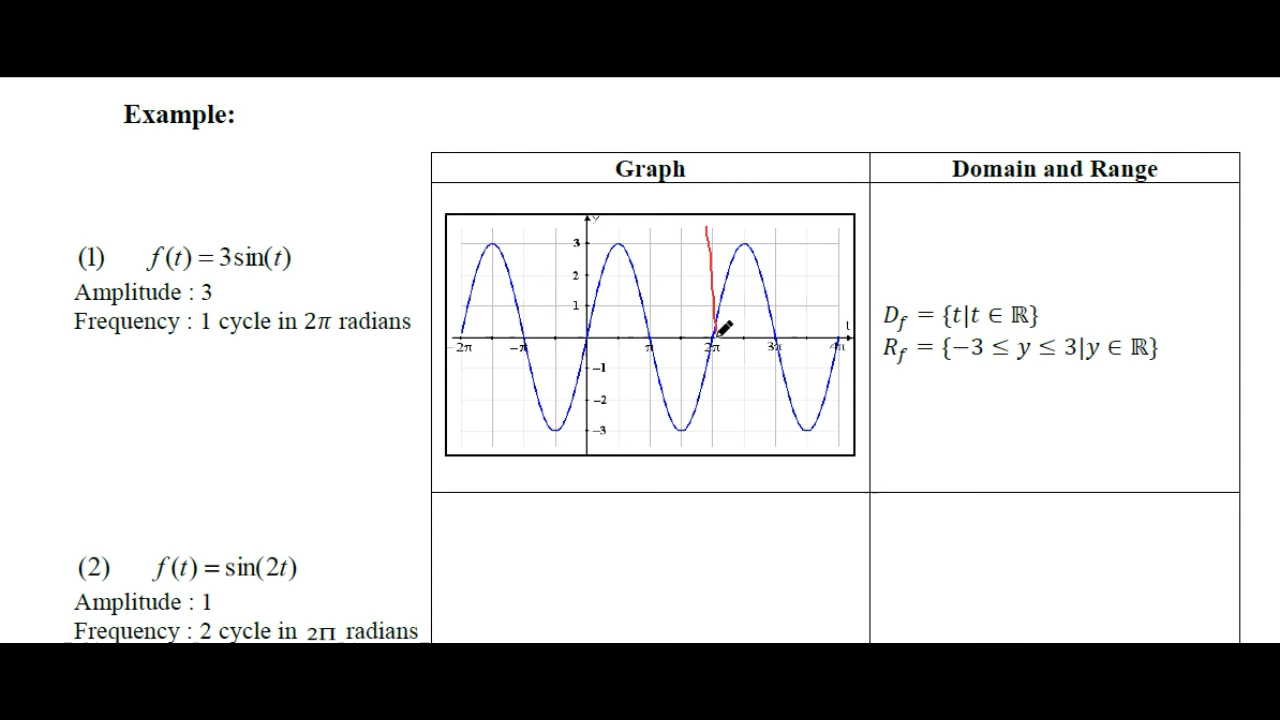 Example:
Graph
Domain and Range
(1) f(t) = 3sin(t)
Amplitude : 3
Frequency : 1 cycle in 2π radians
y
3
2
1
t
−2π −π π 2π 3π 4π
−1
−2
−3
D_f = {t|t ∈ ℝ}
R_f = {−3 ≤ y ≤ 3|y ∈ ℝ}
(2) f(t) = sin(2t)
Amplitude : 1
Frequency : 2 cycle in 2Π radians